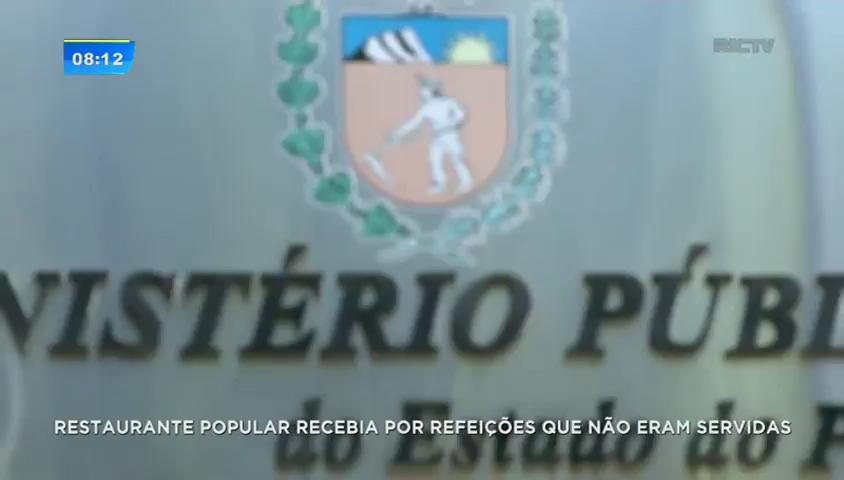 08:12
RICTV
NISTÉRIO PÚBL
do Estado do P
RESTAURANTE POPULAR RECEBIA POR REFEIÇÕES QUE NÃO ERAM SERVIDAS